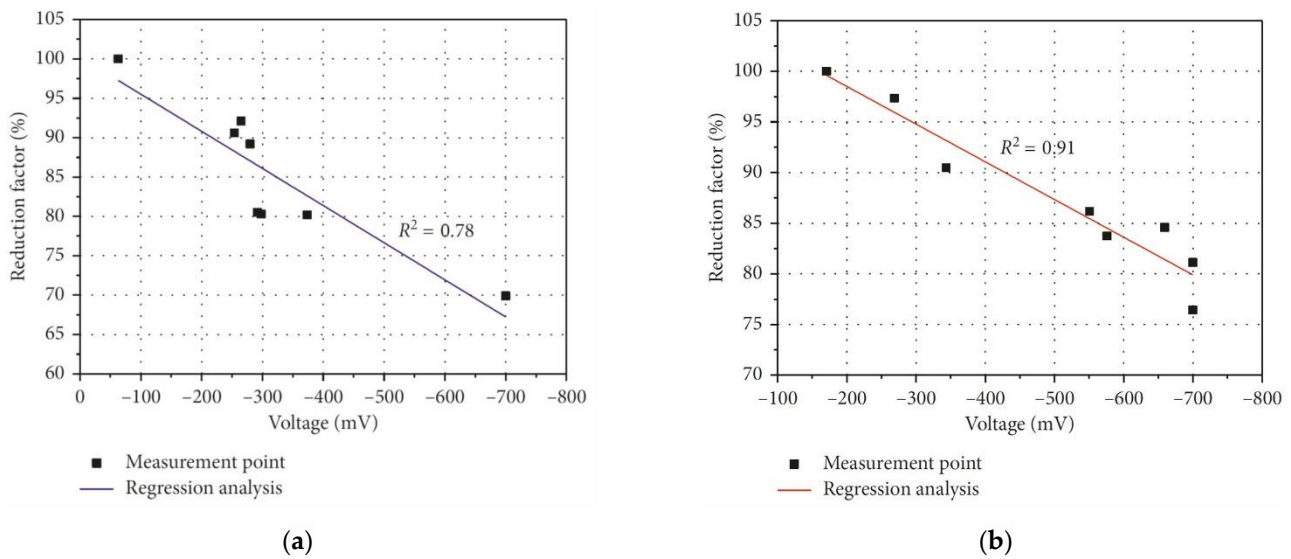 105
100
95
90
85
80
75
70
65
60
Reduction factor (%)
R² = 0.78
0 −100 −200 −300 −400 −500 −600 −700 −800
Voltage (mV)
Measurement point
Regression analysis
(a)
105
100
95
90
85
80
75
70
Reduction factor (%)
R² = 0.91
−100 −200 −300 −400 −500 −600 −700 −800
Voltage (mV)
Measurement point
Regression analysis
(b)